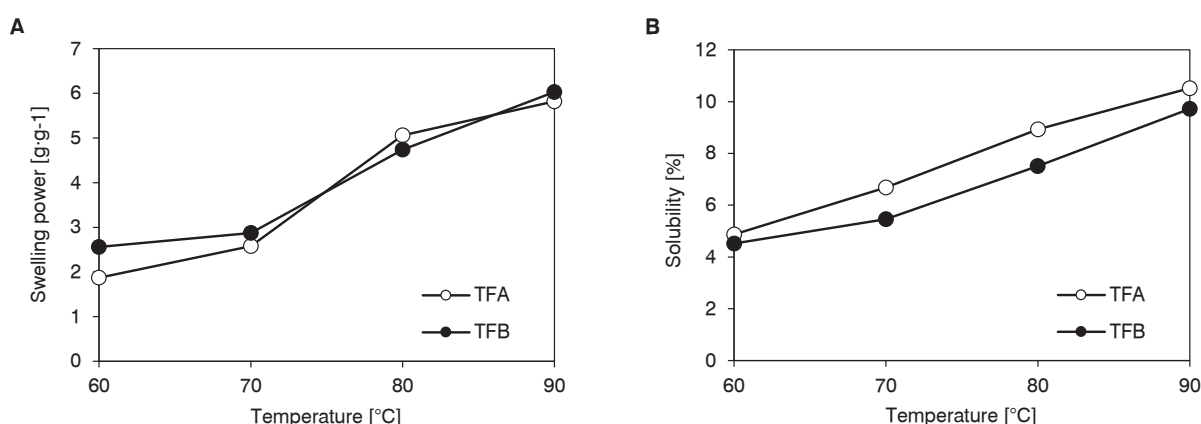 A
7
6
5
4
3
2
1
0
Swelling power [g·g-1]
60 70 80 90
Temperature [°C]
TFA
TFB
B
12
10
8
6
4
2
0
Solubility [%]
60 70 80 90
Temperature [°C]
TFA
TFB